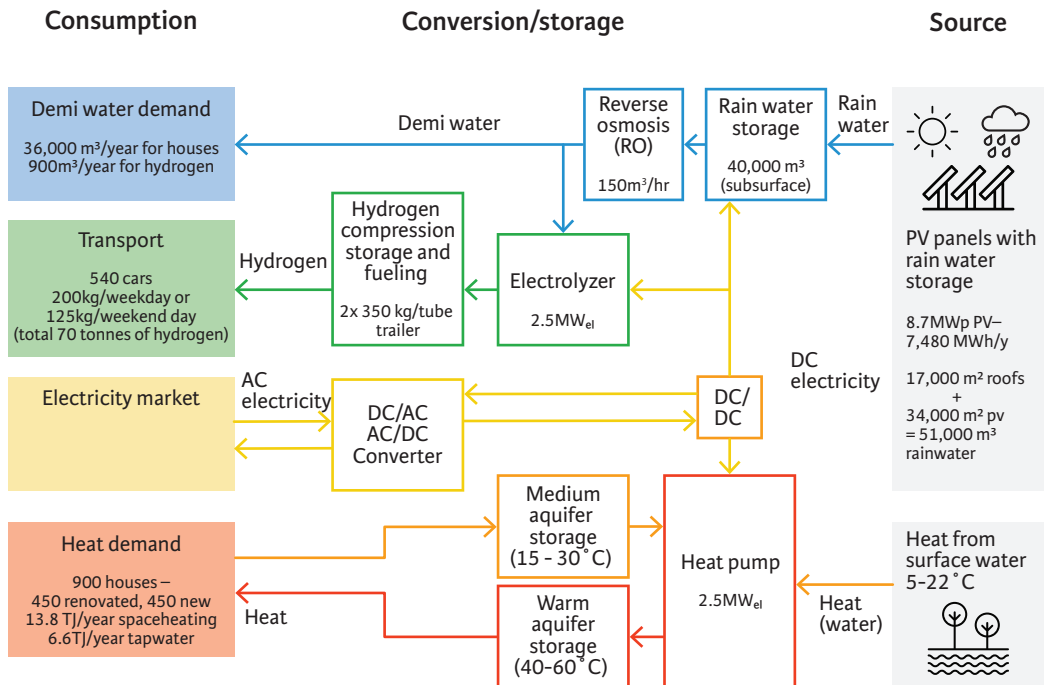 Consumption
Conversion/storage
Source
Demi water demand
36,000 m³/year for houses
900m³/year for hydrogen
Demi water
Reverse
osmosis
(RO)
150m³/hr
Rain water
storage
40,000 m³
(subsurface)
Rain
water
Transport
540 cars
200kg/weekday or
125kg/weekend day
(total 70 tonnes of hydrogen)
Hydrogen
Hydrogen
compression
storage and
fueling
2x 350 kg/tube
trailer
Electrolyzer
2.5MWel
PV panels with
rain water
storage
8.7MWp PV–
7,480 MWh/y
17,000 m² roofs
+
34,000 m² pv
= 51,000 m³
rainwater
Electricity market
AC
electricity
DC/AC
AC/DC
Converter
DC/
DC
DC
electricity
Heat demand
900 houses –
450 renovated, 450 new
13.8 TJ/year spaceheating
6.6TJ/year tapwater
Heat
Medium
aquifer
storage
(15 - 30˚C)
Warm
aquifer
storage
(40-60˚C)
Heat pump
2.5MWel
Heat
(water)
Heat from
surface water
5-22˚C